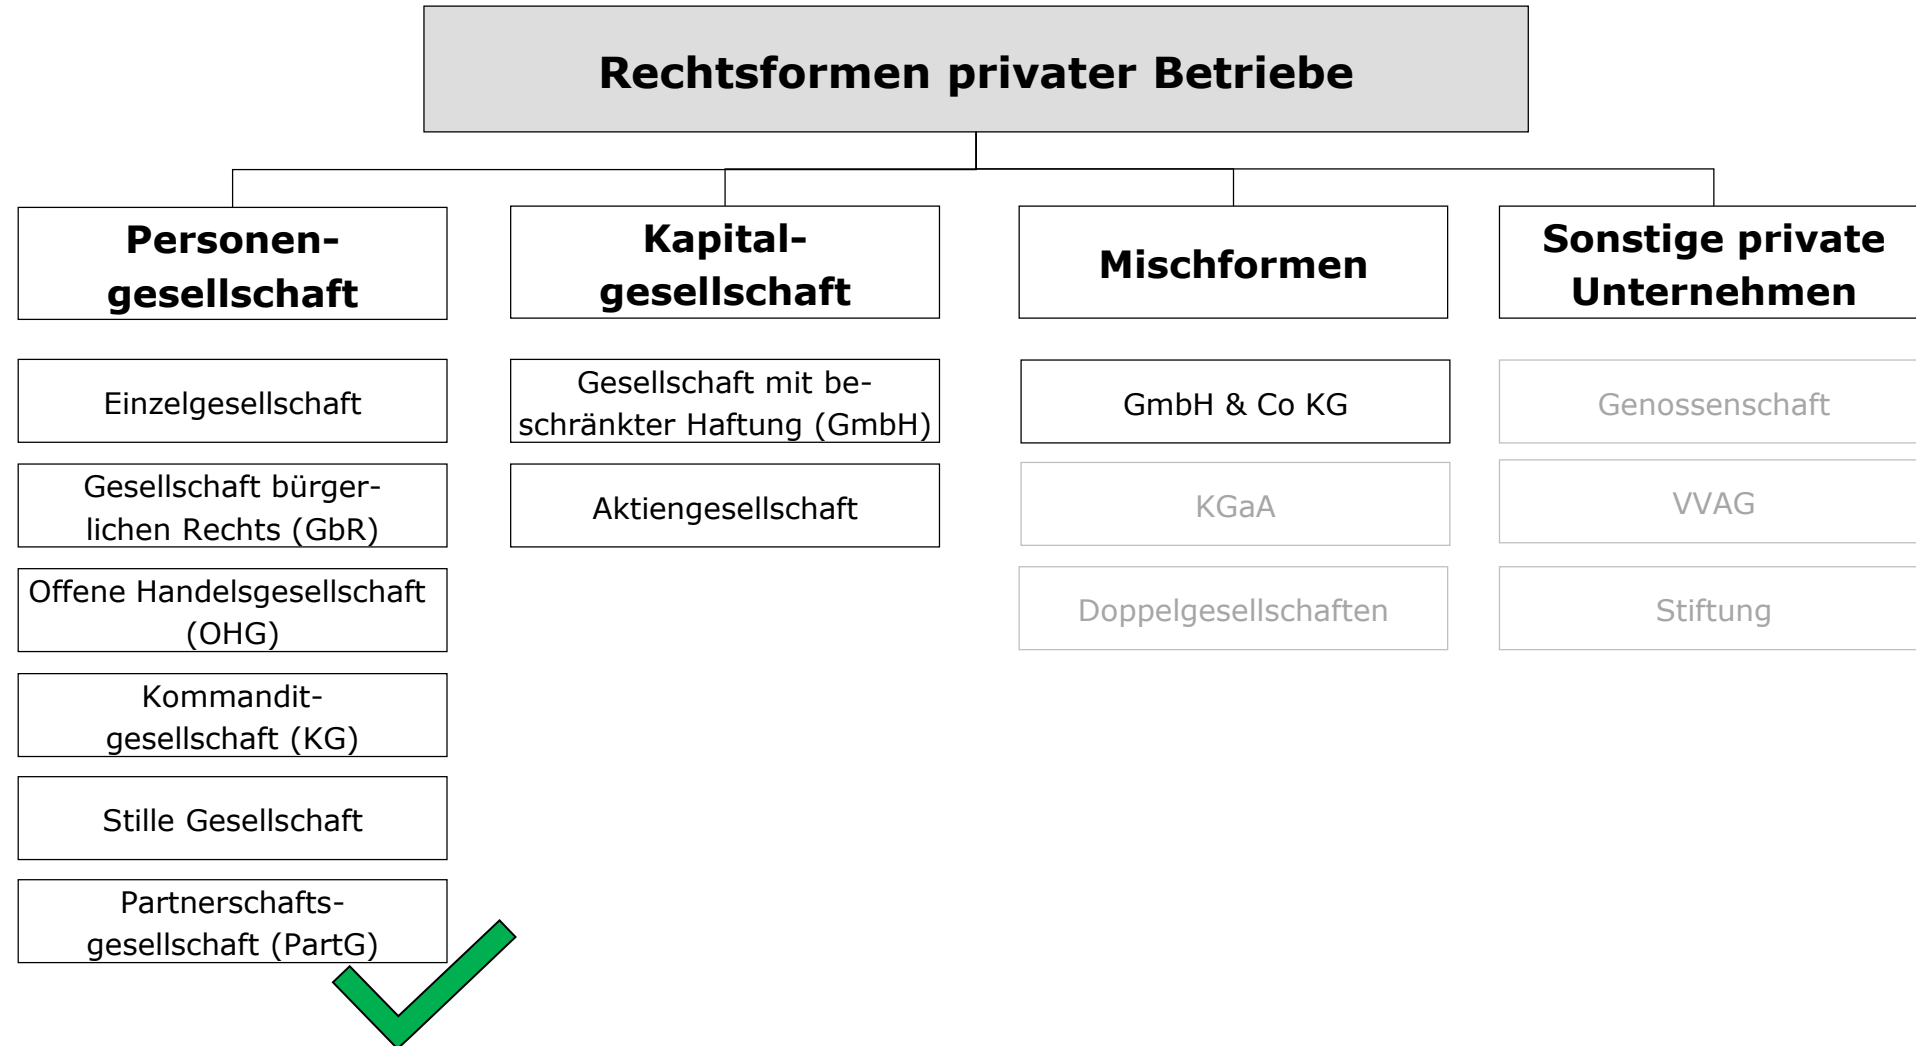 Rechtsformen privater Betriebe
Personen-
gesellschaft
Einzelgesellschaft
Gesellschaft bürger-
lichen Rechts (GbR)
Offene Handelsgesellschaft
(OHG)
Kommandit-
gesellschaft (KG)
Stille Gesellschaft
Partnerschafts-
gesellschaft (PartG)
Kapital-
gesellschaft
Gesellschaft mit be-
schränkter Haftung (GmbH)
Aktiengesellschaft
Mischformen
GmbH & Co KG
KGaA
Doppelgesellschaften
Sonstige private
Unternehmen
Genossenschaft
VVAG
Stiftung